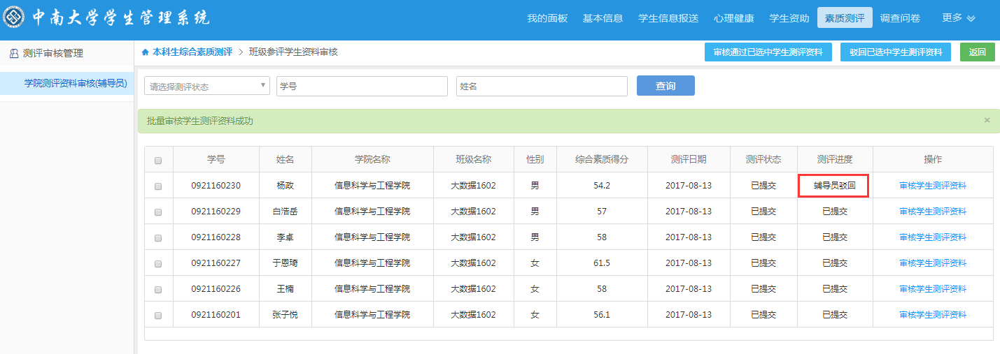 中南大学学生管理系统
我的面板 基本信息 学生信息报送 心理健康 学生资助 素质测评 调查问卷 更多
测评审核管理
学院测评资料审核(辅导员)
本科生综合素质测评 > 班级参评学生资料审核
审核通过已选中学生测评资料 驳回已选中学生测评资料 返回
请选择测评状态 学号 姓名 查询
批量审核学生测评资料成功 ×
学号 姓名 学院名称 班级名称 性别 综合素质得分 测评日期 测评状态 测评进度 操作
0921160230 杨政 信息科学与工程学院 大数据1602 男 54.2 2017-08-13 已提交 辅导员驳回 审核学生测评资料
0921160229 白浩岳 信息科学与工程学院 大数据1602 男 57 2017-08-13 已提交 已提交 审核学生测评资料
0921160228 李卓 信息科学与工程学院 大数据1602 男 58 2017-08-13 已提交 已提交 审核学生测评资料
0921160227 于恩琦 信息科学与工程学院 大数据1602 女 61.5 2017-08-13 已提交 已提交 审核学生测评资料
0921160226 王楠 信息科学与工程学院 大数据1602 女 58 2017-08-13 已提交 已提交 审核学生测评资料
0921160201 张子悦 信息科学与工程学院 大数据1602 女 56.1 2017-08-13 已提交 已提交 审核学生测评资料